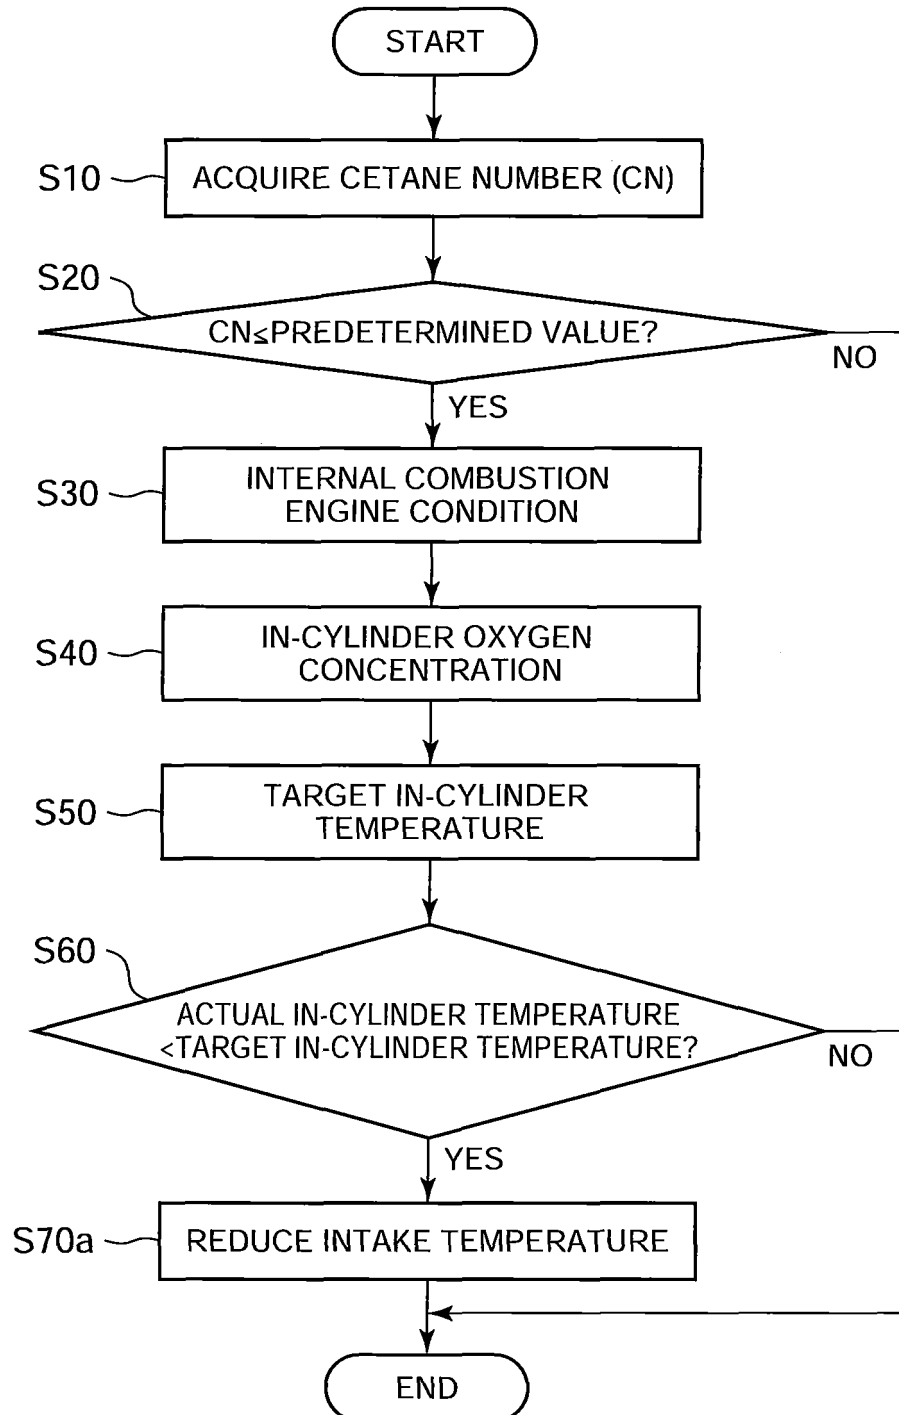 START
S10
ACQUIRE CETANE NUMBER (CN)
S20
CN≤PREDETERMINED VALUE?
NO
YES
S30
INTERNAL COMBUSTION
ENGINE CONDITION
S40
IN-CYLINDER OXYGEN
CONCENTRATION
S50
TARGET IN-CYLINDER
TEMPERATURE
S60
ACTUAL IN-CYLINDER TEMPERATURE
<TARGET IN-CYLINDER TEMPERATURE?
NO
YES
S70a
REDUCE INTAKE TEMPERATURE
END